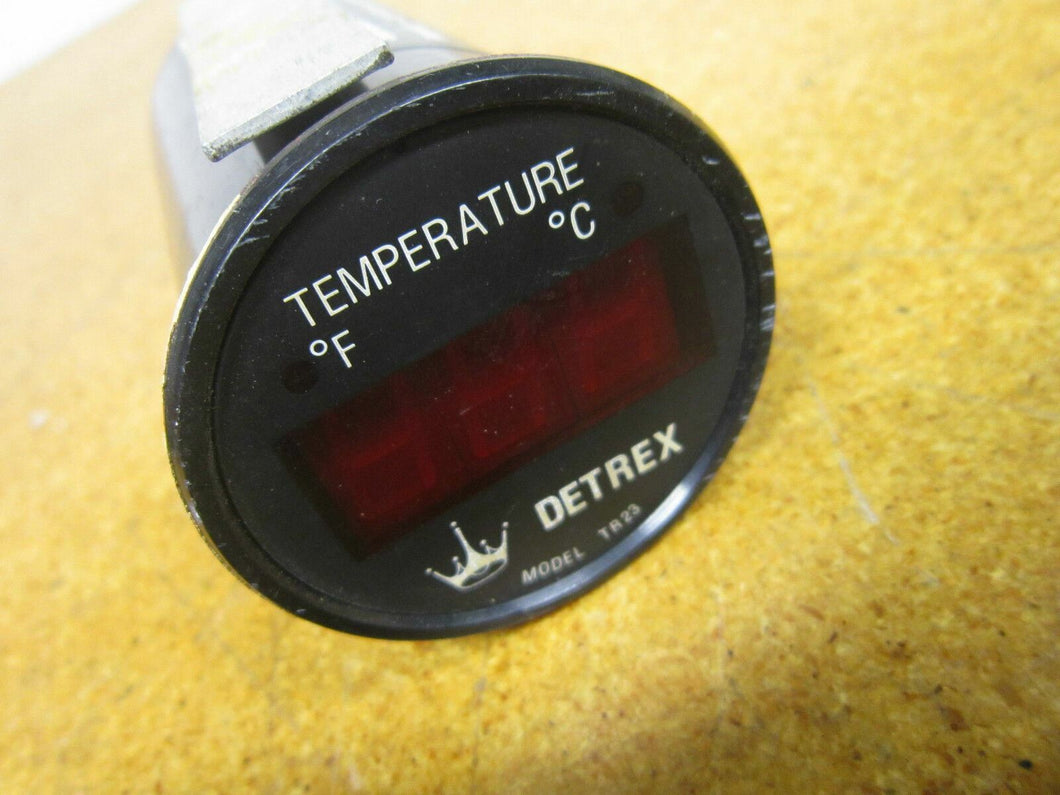 TEMPERATURE
°F °C
DETREX
MODEL TR23